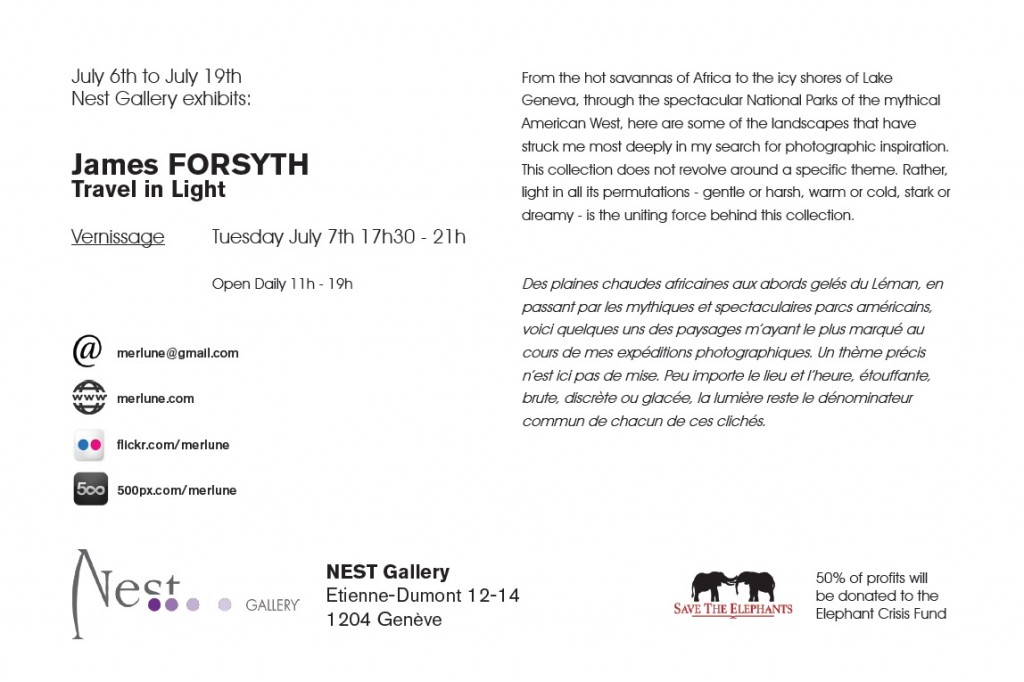 July 6th to July 19th
Nest Gallery exhibits:
James FORSYTH
Travel in Light
Vernissage Tuesday July 7th 17h30 - 21h
Open Daily 11h - 19h
@ merlune@gmail.com
www merlune.com
flickr.com/merlune
500 500px.com/merlune
From the hot savannas of Africa to the icy shores of Lake
Geneva, through the spectacular National Parks of the mythical
American West, here are some of the landscapes that have
struck me most deeply in my search for photographic inspiration.
This collection does not revolve around a specific theme. Rather,
light in all its permutations - gentle or harsh, warm or cold, stark or
dreamy - is the uniting force behind this collection.
Des plaines chaudes africaines aux abords gelés du Léman, en
passant par les mythiques et spectaculaires parcs américains,
voici quelques uns des paysages m'ayant le plus marqué au
cours de mes expéditions photographiques. Un thème précis
n'est ici pas de mise. Peu importe le lieu et l'heure, étouffante,
brute, discrète ou glacée, la lumière reste le dénominateur
commun de chacun de ces clichés.
Nest GALLERY
NEST Gallery
Etienne-Dumont 12-14
1204 Genève
SAVE THE ELEPHANTS
50% of profits will
be donated to the
Elephant Crisis Fund